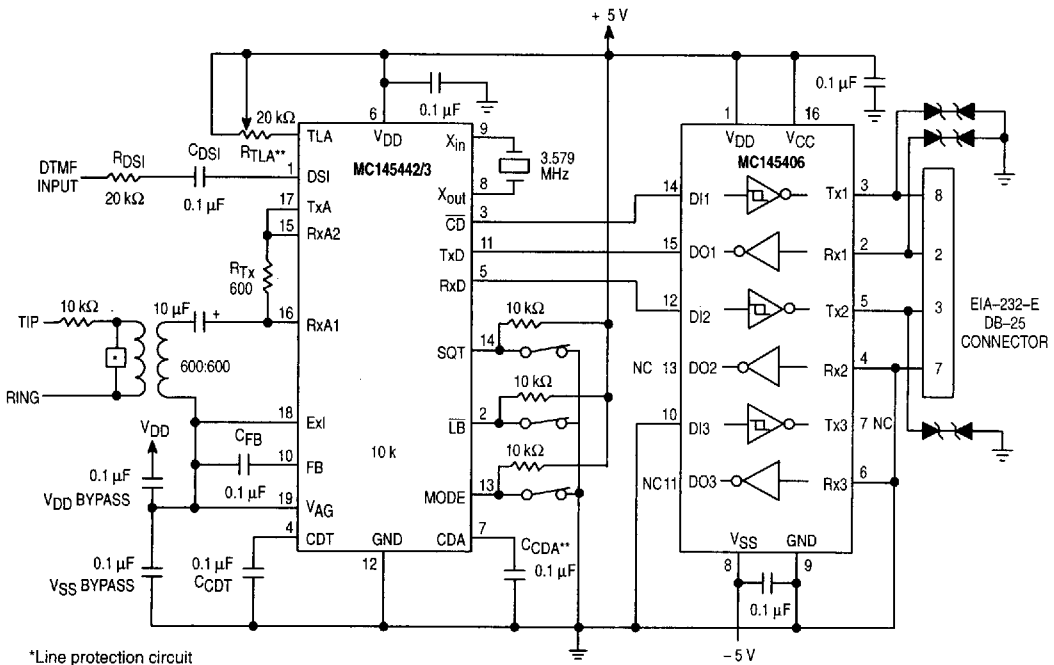 + 5 V
0.1 µF
20 kΩ
RTLA**
6
VDD
0.1 µF
1
VDD
16
VCC
MC145442/3
MC145406
DTMF
INPUT
RDSI
20 kΩ
CDSI
0.1 µF
TLA
1
DSI
17
TxA
15
RxA2
RTx
600
16
RxA1
Xin
9
3.579
MHz
Xout
8
CD
3
TxD
11
RxD
5
10 kΩ
SQT
14
10 kΩ
LB
2
10 kΩ
MODE
13
CDA
7
CCDA**
0.1 µF
TIP
10 kΩ
10 µF
+
600:600
RING
18
ExI
CFB
0.1 µF
10
FB
10 k
19
VAG
4
CDT
GND
12
VDD
0.1 µF
VDD BYPASS
0.1 µF
VSS BYPASS
0.1 µF
CCDT
14
DI1
Tx1
3
8
15
DO1
Rx1
2
2
12
DI2
Tx2
5
3
NC 13
DO2
Rx2
4
7
10
DI3
Tx3
7 NC
NC11
DO3
Rx3
6
EIA–232–E
DB–25
CONNECTOR
VSS
8
GND
9
0.1 µF
– 5 V
*Line protection circuit